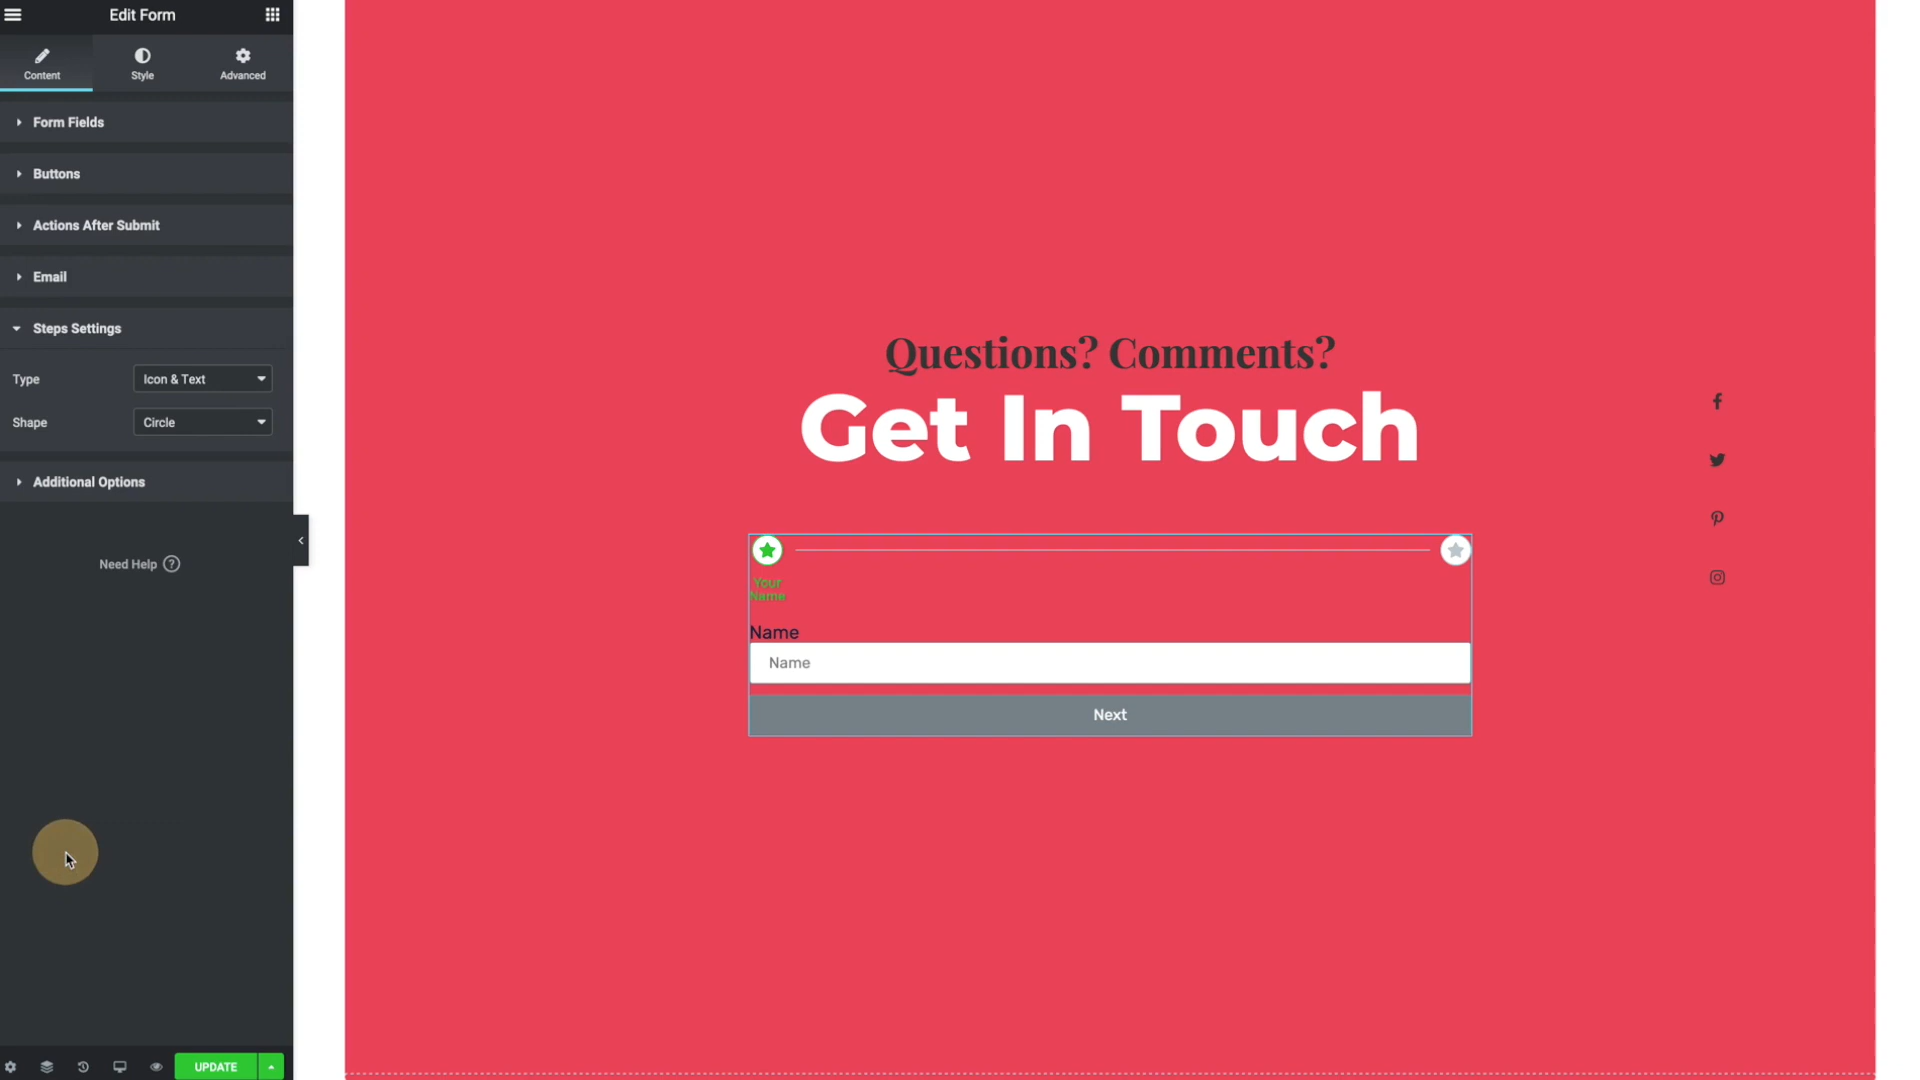 Edit Form
Content
Style
Advanced
Form Fields
Buttons
Actions After Submit
Email
Steps Settings
Type
Icon & Text
Shape
Circle
Additional Options
Need Help ?
UPDATE
Questions? Comments?
Get In Touch
Your
Name
Name
Name
Next